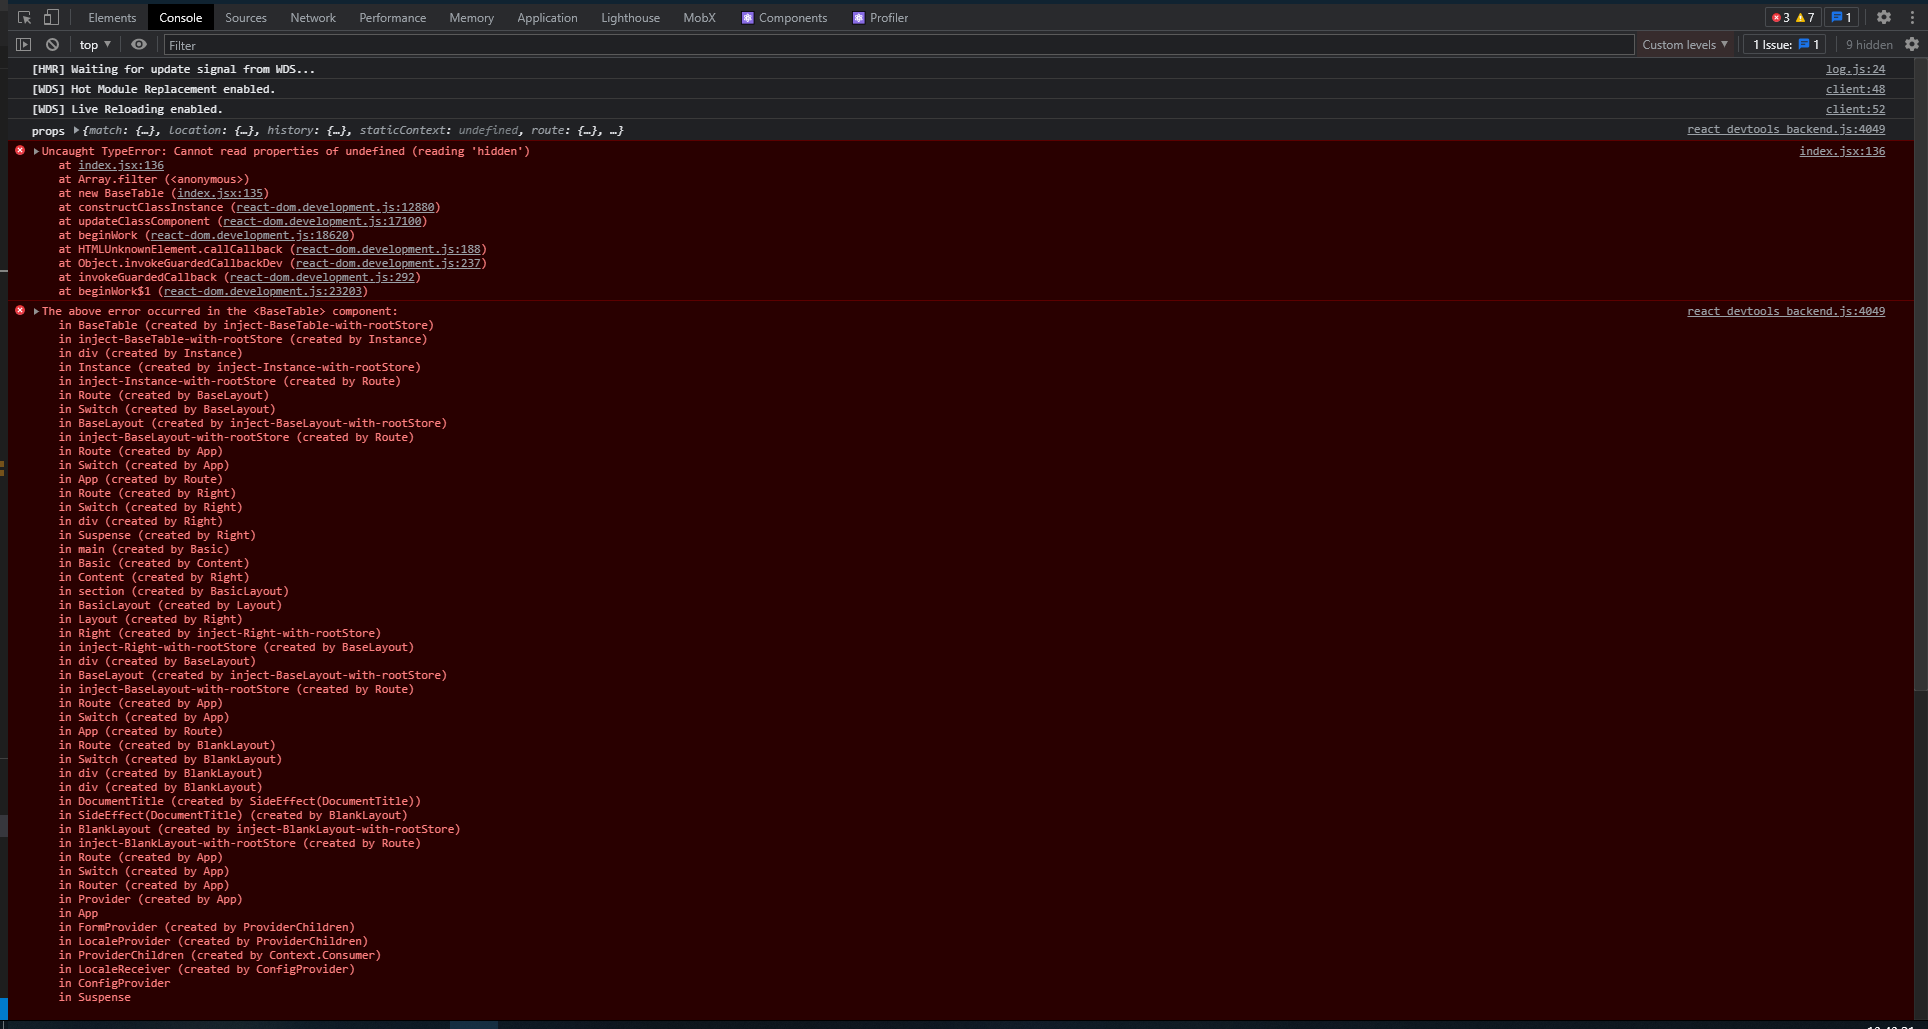 Elements Console Sources Network Performance Memory Application Lighthouse MobX Components Profiler 3 7 1
top Filter Custom levels 1 Issue: 1 9 hidden
[HMR] Waiting for update signal from WDS... log.js:24
[WDS] Hot Module Replacement enabled. client:48
[WDS] Live Reloading enabled. client:52
props {match: {…}, location: {…}, history: {…}, staticContext: undefined, route: {…}, …} react_devtools_backend.js:4049
Uncaught TypeError: Cannot read properties of undefined (reading 'hidden') index.jsx:136
at index.jsx:136
at Array.filter (<anonymous>)
at new BaseTable (index.jsx:135)
at constructClassInstance (react-dom.development.js:12880)
at updateClassComponent (react-dom.development.js:17100)
at beginWork (react-dom.development.js:18620)
at HTMLUnknownElement.callCallback (react-dom.development.js:188)
at Object.invokeGuardedCallbackDev (react-dom.development.js:237)
at invokeGuardedCallback (react-dom.development.js:292)
at beginWork$1 (react-dom.development.js:23203)
The above error occurred in the <BaseTable> component: react_devtools_backend.js:4049
in BaseTable (created by inject-BaseTable-with-rootStore)
in inject-BaseTable-with-rootStore (created by Instance)
in div (created by Instance)
in Instance (created by inject-Instance-with-rootStore)
in inject-Instance-with-rootStore (created by Route)
in Route (created by BaseLayout)
in Switch (created by BaseLayout)
in BaseLayout (created by inject-BaseLayout-with-rootStore)
in inject-BaseLayout-with-rootStore (created by Route)
in Route (created by App)
in Switch (created by App)
in App (created by Route)
in Route (created by Right)
in Switch (created by Right)
in div (created by Right)
in Suspense (created by Right)
in main (created by Basic)
in Basic (created by Content)
in Content (created by Right)
in section (created by BasicLayout)
in BasicLayout (created by Layout)
in Layout (created by Right)
in Right (created by inject-Right-with-rootStore)
in inject-Right-with-rootStore (created by BaseLayout)
in div (created by BaseLayout)
in BaseLayout (created by inject-BaseLayout-with-rootStore)
in inject-BaseLayout-with-rootStore (created by Route)
in Route (created by App)
in Switch (created by App)
in App (created by Route)
in Route (created by BlankLayout)
in Switch (created by BlankLayout)
in div (created by BlankLayout)
in div (created by BlankLayout)
in DocumentTitle (created by SideEffect(DocumentTitle))
in SideEffect(DocumentTitle) (created by BlankLayout)
in BlankLayout (created by inject-BlankLayout-with-rootStore)
in inject-BlankLayout-with-rootStore (created by Route)
in Route (created by App)
in Switch (created by App)
in Router (created by App)
in Provider (created by App)
in App
in FormProvider (created by ProviderChildren)
in LocaleProvider (created by ProviderChildren)
in ProviderChildren (created by Context.Consumer)
in LocaleReceiver (created by ConfigProvider)
in ConfigProvider
in Suspense